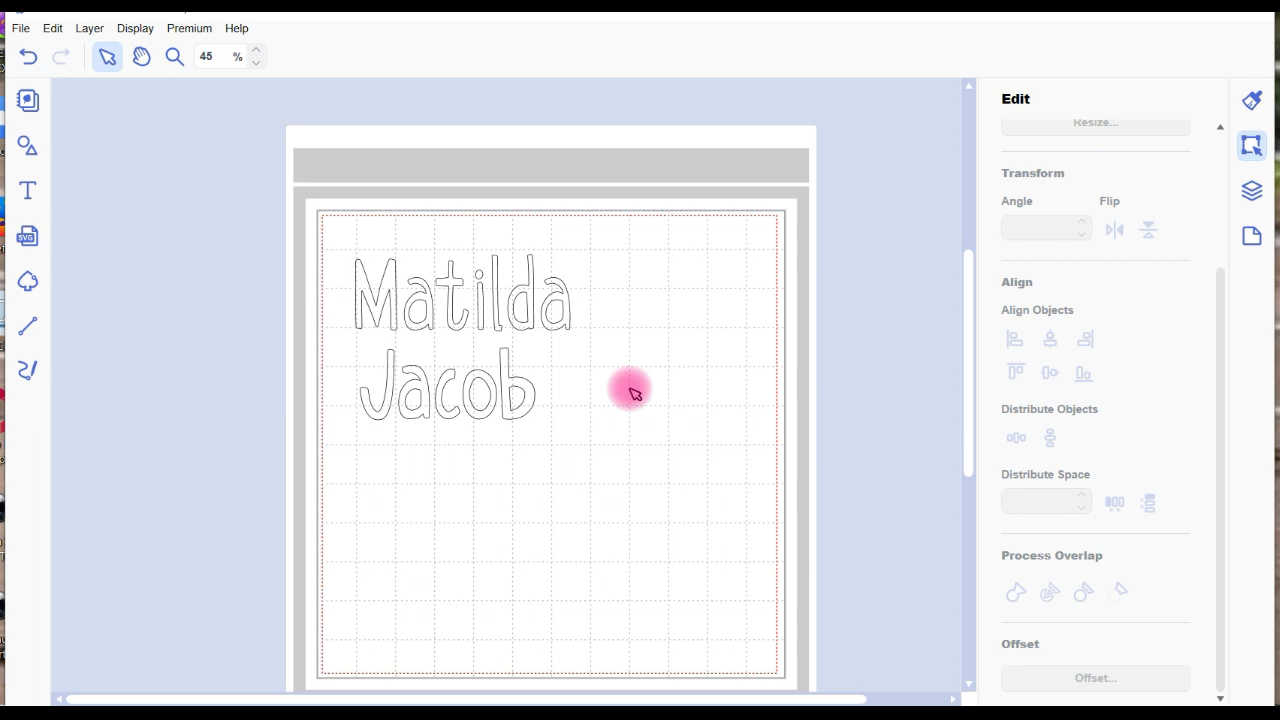 File Edit Layer Display Premium Help
45 %
Edit
Resize...
Transform
Angle Flip
Align
Align Objects
Distribute Objects
Distribute Space
Process Overlap
Offset
Offset...
T
SVG
Matilda
Jacob